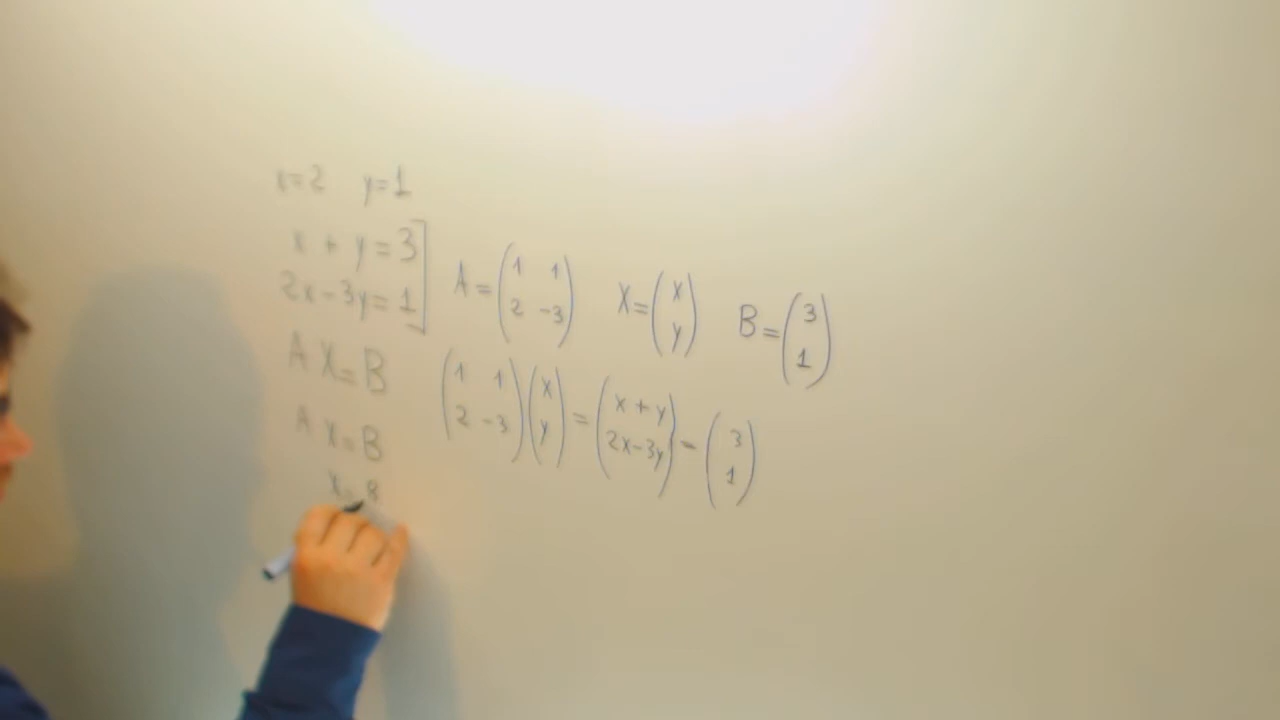 x=2 y=1
x + y = 3
2x-3y=1
A = (1 1
2 -3) X = (x
y) B = (3
1)
A X = B
(1 1
2 -3)(x
y) = (x + y
2x-3y) = (3
1)
A X = B